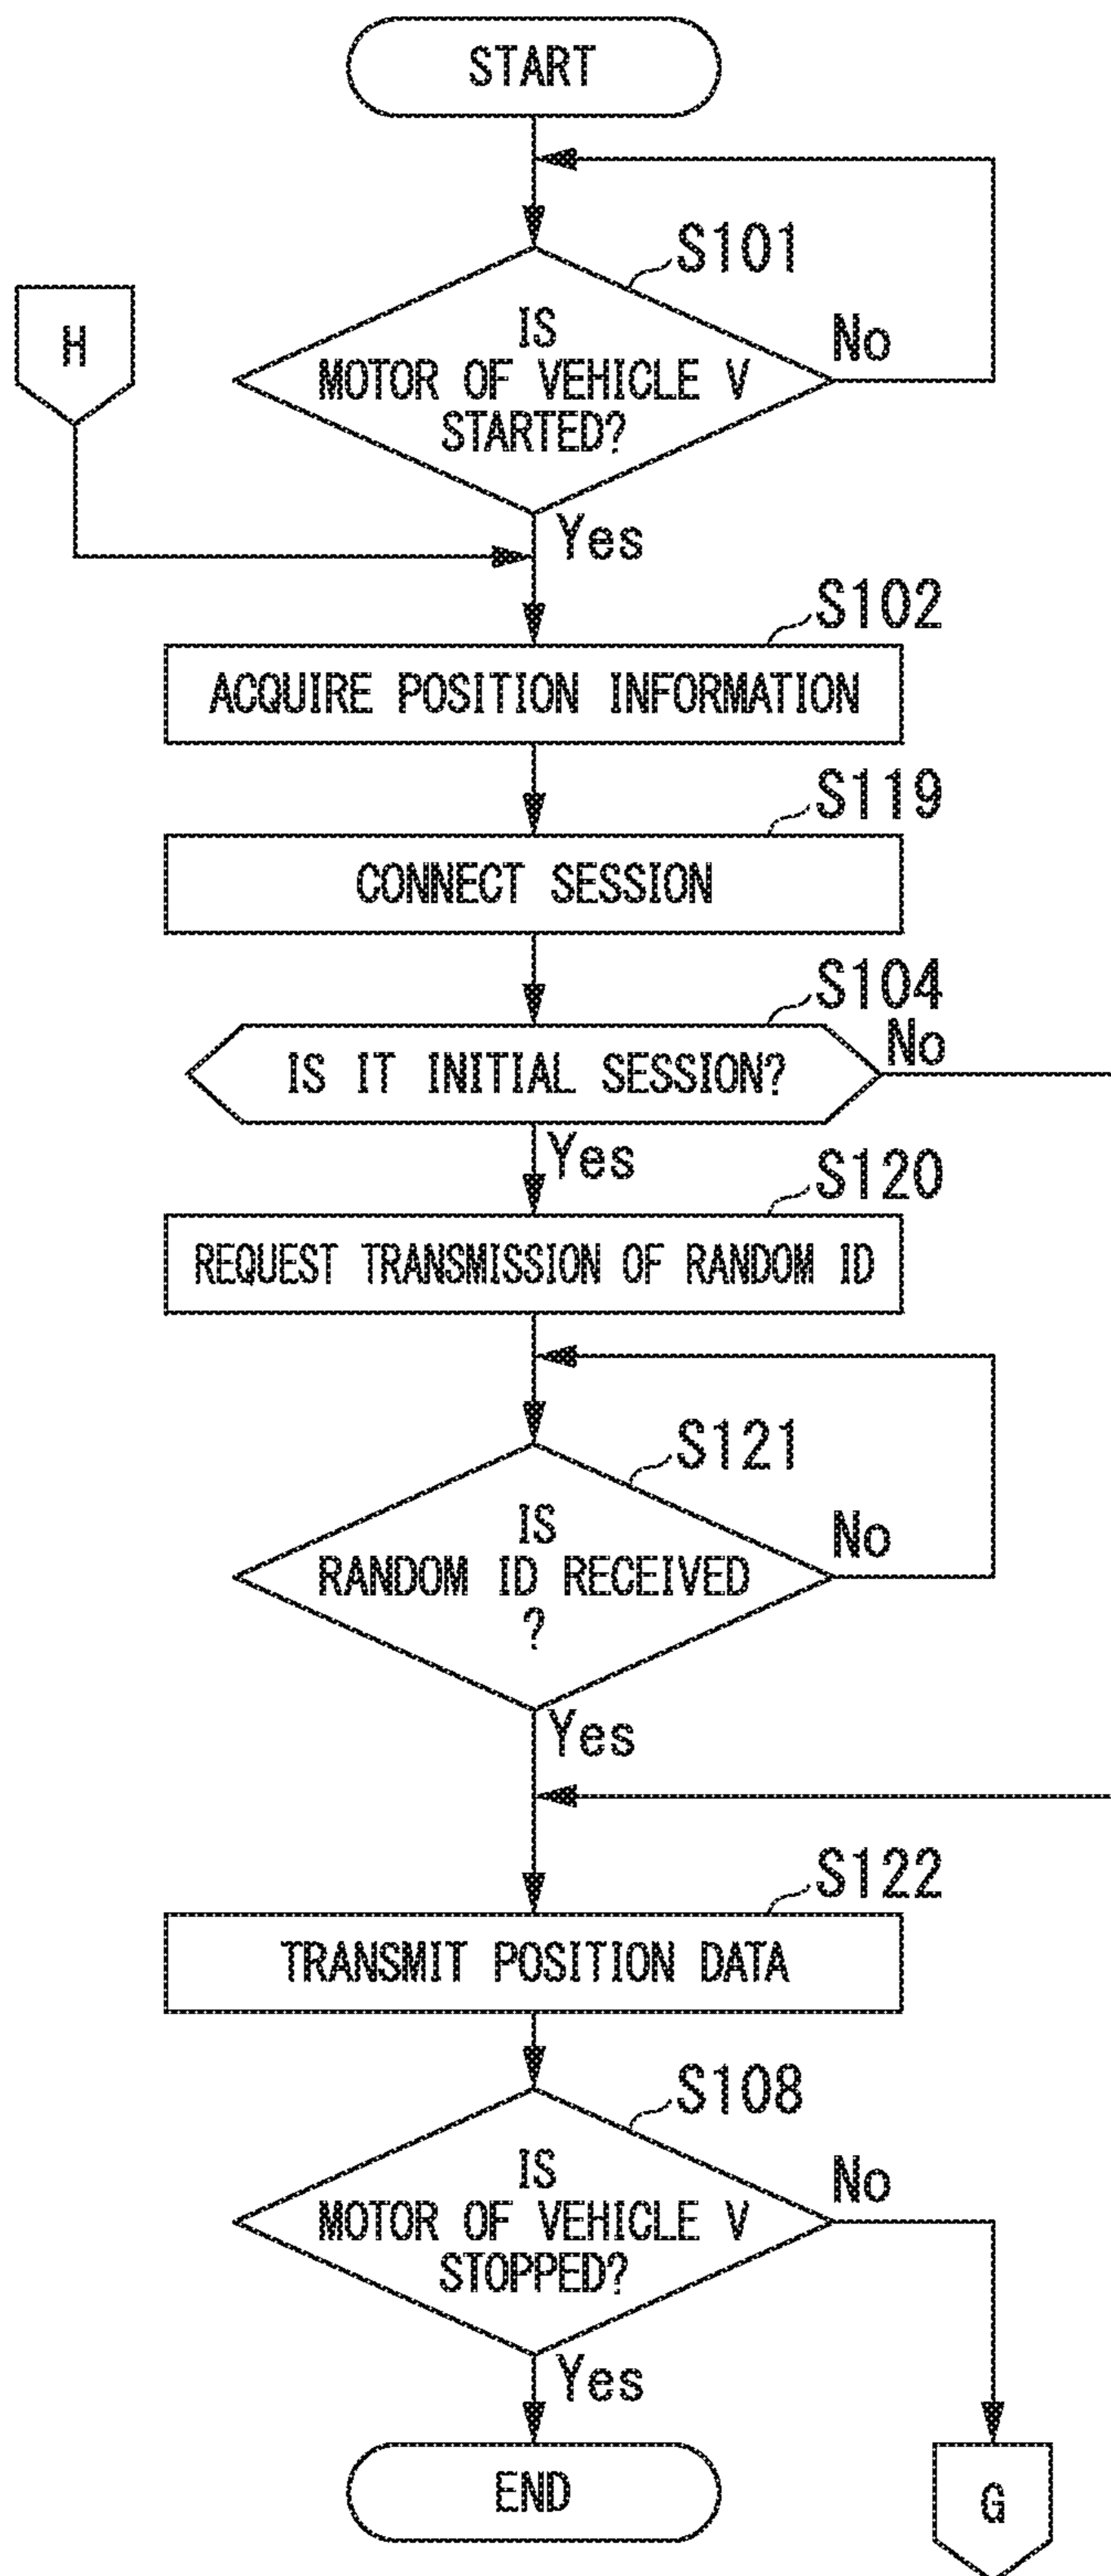 START
S101
H
IS
MOTOR OF VEHICLE V
STARTED?
No
Yes
S102
ACQUIRE POSITION INFORMATION
S119
CONNECT SESSION
S104
IS IT INITIAL SESSION?
No
Yes
S120
REQUEST TRANSMISSION OF RANDOM ID
S121
IS
RANDOM ID RECEIVED
?
No
Yes
S122
TRANSMIT POSITION DATA
S108
IS
MOTOR OF VEHICLE V
STOPPED?
No
Yes
END
G